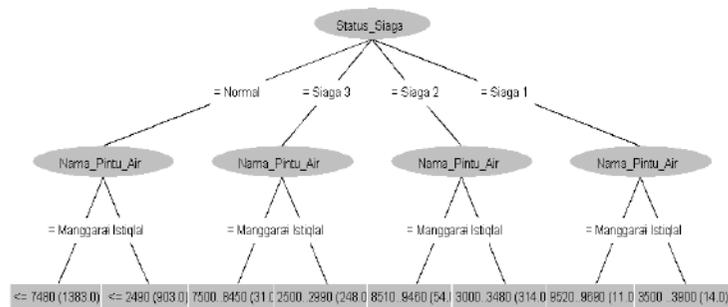 Status_Siaga
= Normal
= Siaga 3
= Siaga 2
= Siaga 1
Nama_Pintu_Air
Nama_Pintu_Air
Nama_Pintu_Air
Nama_Pintu_Air
= Manggarai Istiqlal
= Manggarai Istiqlal
= Manggarai Istiqlal
= Manggarai Istiqlal
<= 7480 (1383.0)
<= 2490 (903.0)
7500...8450 (31.0
2500...2990 (248.0
8510...9460 (54.
3000...3480 (314.0
(11.0
3500...3900 (14.0